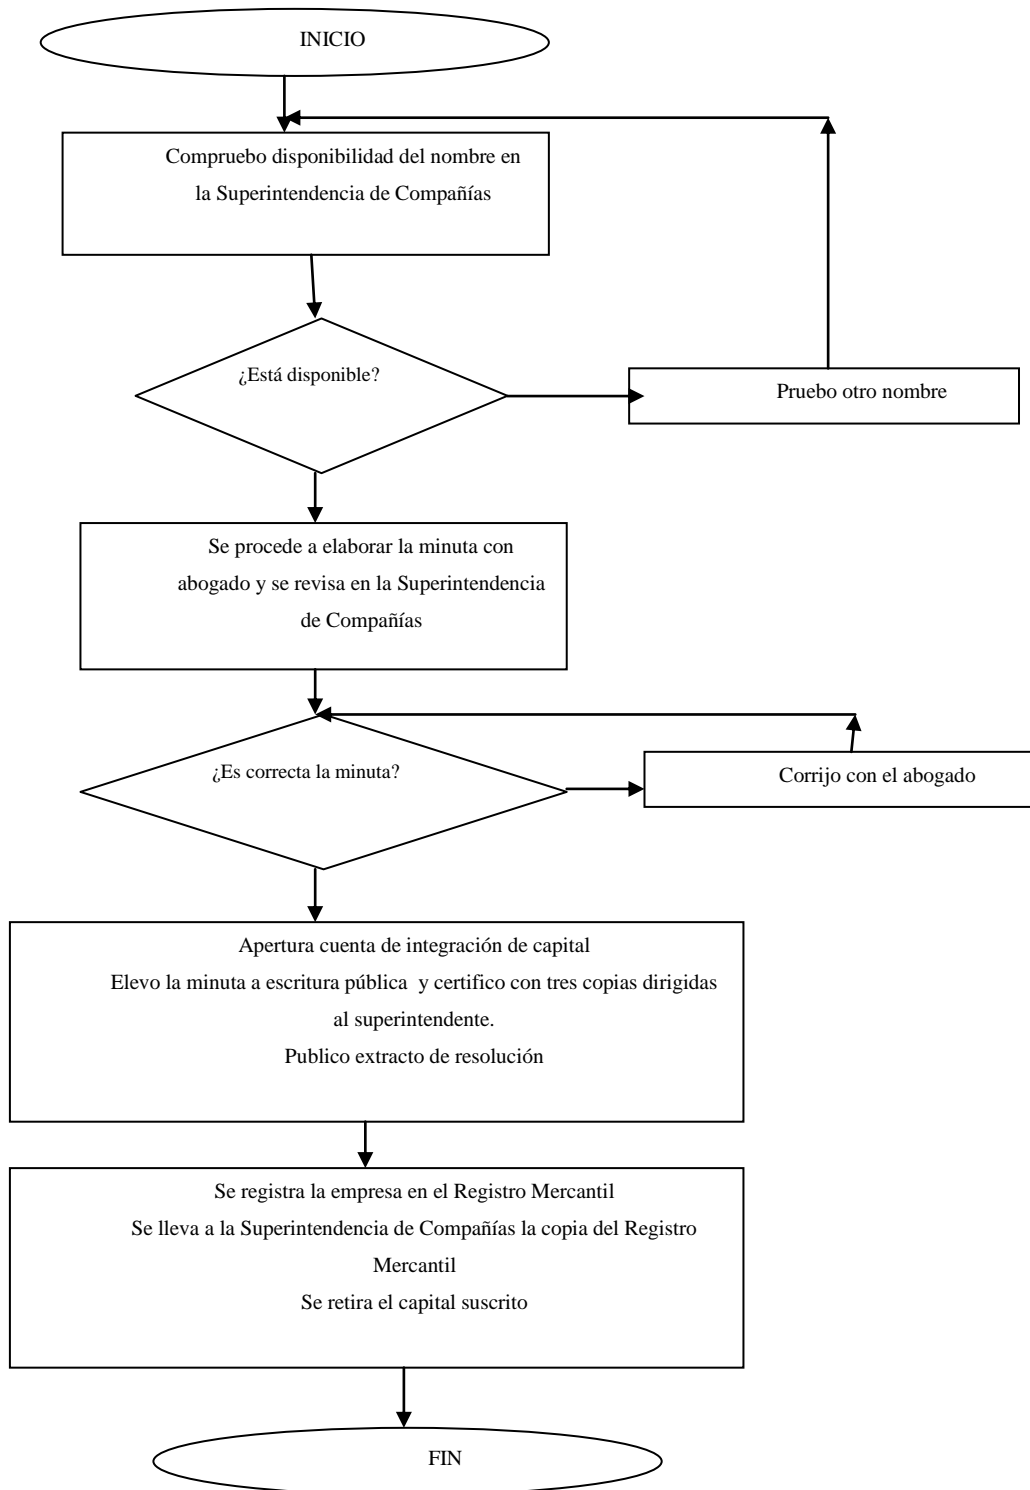 INICIO
Compruebo disponibilidad del nombre en
la Superintendencia de Compañías
¿Está disponible?
Pruebo otro nombre
Se procede a elaborar la minuta con
abogado y se revisa en la Superintendencia
de Compañías
¿Es correcta la minuta?
Corrijo con el abogado
Apertura cuenta de integración de capital
Elevo la minuta a escritura pública  y certifico con tres copias dirigidas
al superintendente.
Publico extracto de resolución
Se registra la empresa en el Registro Mercantil
Se lleva a la Superintendencia de Compañías la copia del Registro
Mercantil
Se retira el capital suscrito
FIN